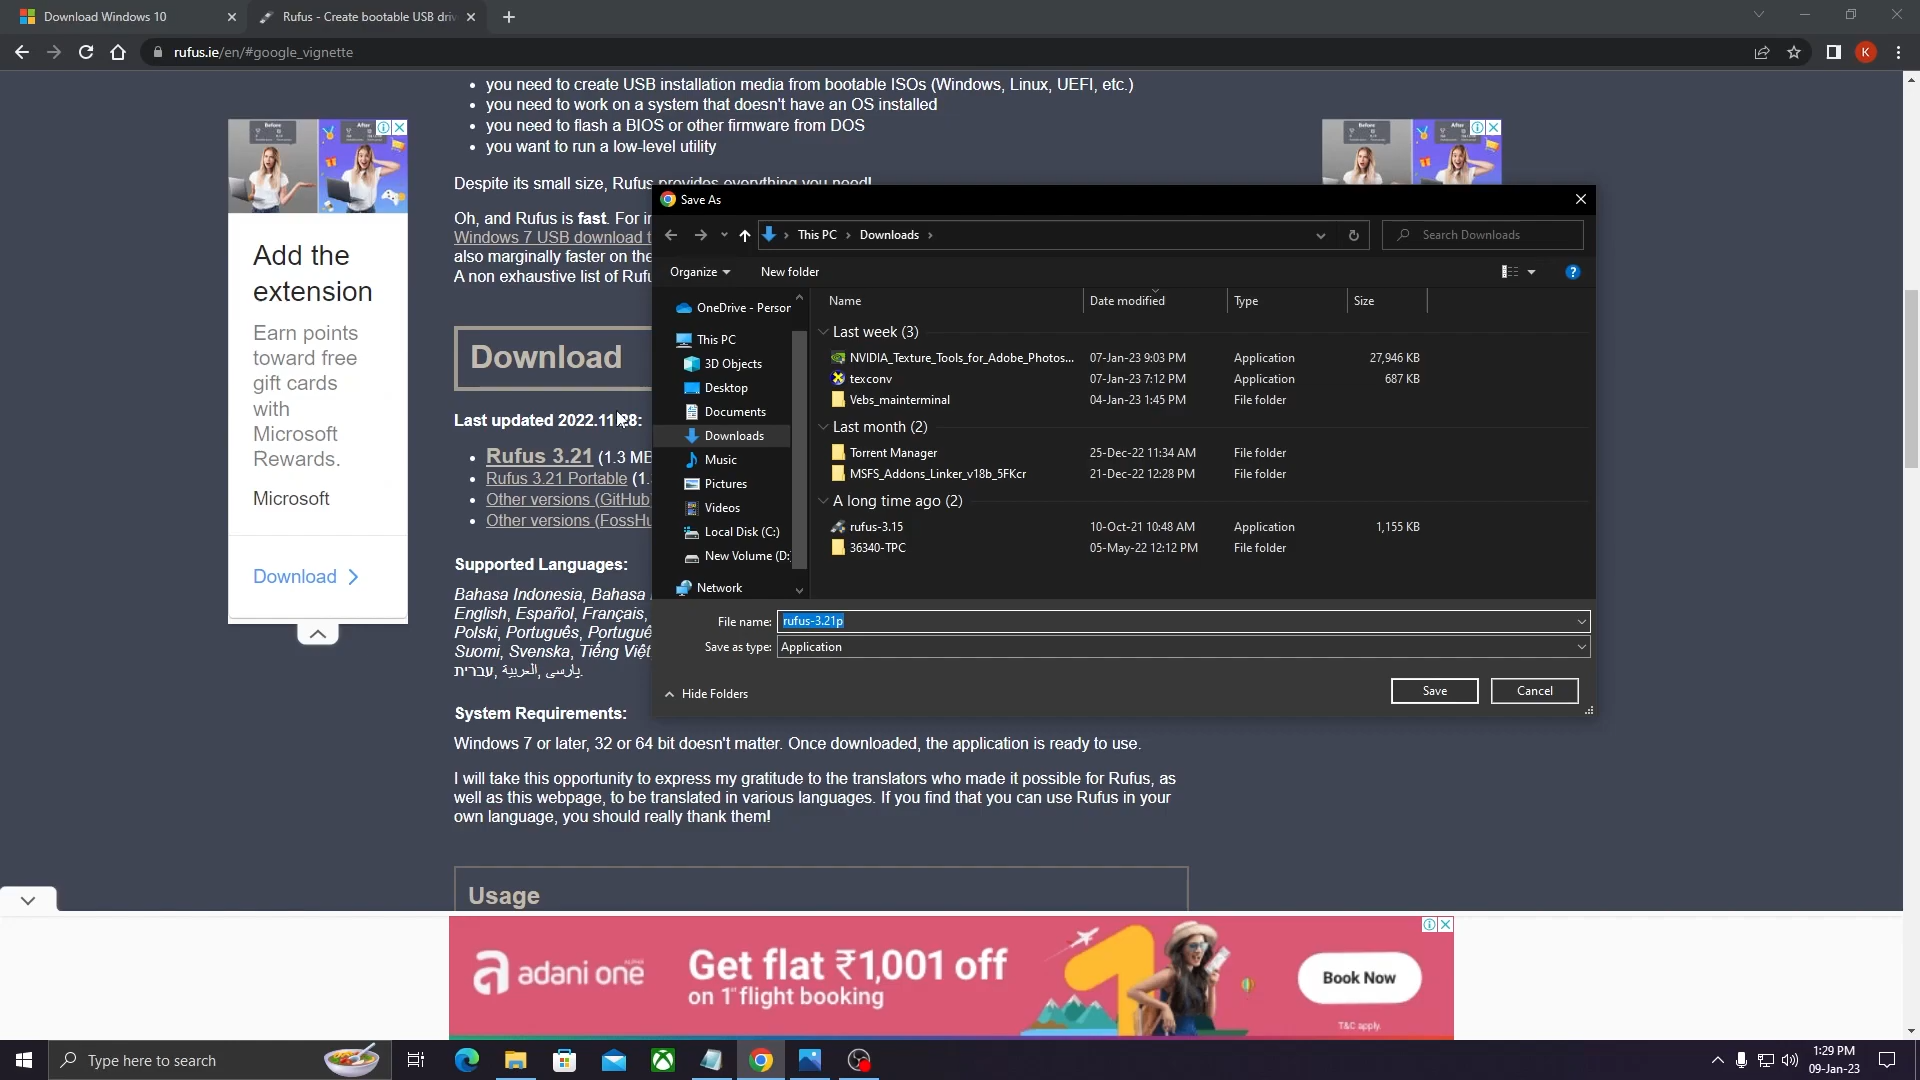 Download Windows 10
Rufus - Create bootable USB driv
rufus.ie/en/#google_vignette
K
you need to create USB installation media from bootable ISOs (Windows, Linux, UEFI, etc.)
you need to work on a system that doesn't have an OS installed
you need to flash a BIOS or other firmware from DOS
you want to run a low-level utility
Despite its small size, Rufus provides everything you need!
Oh, and Rufus is fast. For in
Windows 7 USB download t
also marginally faster on the
A non exhaustive list of Rufu
Before
After
Add the
extension
Earn points
toward free
gift cards
with
Microsoft
Rewards.
Microsoft
Download
Before
After
Download
Last updated 2022.11.28:
Rufus 3.21 (1.3 MB
Rufus 3.21 Portable (1.
Other versions (GitHub)
Other versions (FossHu
Supported Languages:
Bahasa Indonesia, Bahasa
English, Español, Français,
Polski, Português, Portuguê
Suomi, Svenska, Tiếng Việt
پارسی ,العربية ,עברית.
System Requirements:
Windows 7 or later, 32 or 64 bit doesn't matter. Once downloaded, the application is ready to use.
I will take this opportunity to express my gratitude to the translators who made it possible for Rufus, as
well as this webpage, to be translated in various languages. If you find that you can use Rufus in your
own language, you should really thank them!
Usage
Save As
This PC > Downloads >
Search Downloads
Organize
New folder
OneDrive - Person
This PC
3D Objects
Desktop
Documents
Downloads
Music
Pictures
Videos
Local Disk (C:)
New Volume (D:)
Network
Name Date modified Type Size
Last week (3)
NVIDIA_Texture_Tools_for_Adobe_Photos... 07-Jan-23 9:03 PM Application 27,946 KB
texconv 07-Jan-23 7:12 PM Application 687 KB
Vebs_mainterminal 04-Jan-23 1:45 PM File folder
Last month (2)
Torrent Manager 25-Dec-22 11:34 AM File folder
MSFS_Addons_Linker_v18b_5FKcr 21-Dec-22 12:28 PM File folder
A long time ago (2)
rufus-3.15 10-Oct-21 10:48 AM Application 1,155 KB
36340-TPC 05-May-22 12:12 PM File folder
File name: rufus-3.21p
Save as type: Application
Hide Folders
Save
Cancel
adani one
Get flat ₹1,001 off
on 1st flight booking
Book Now
T&C apply.
Type here to search
1:29 PM
09-Jan-23